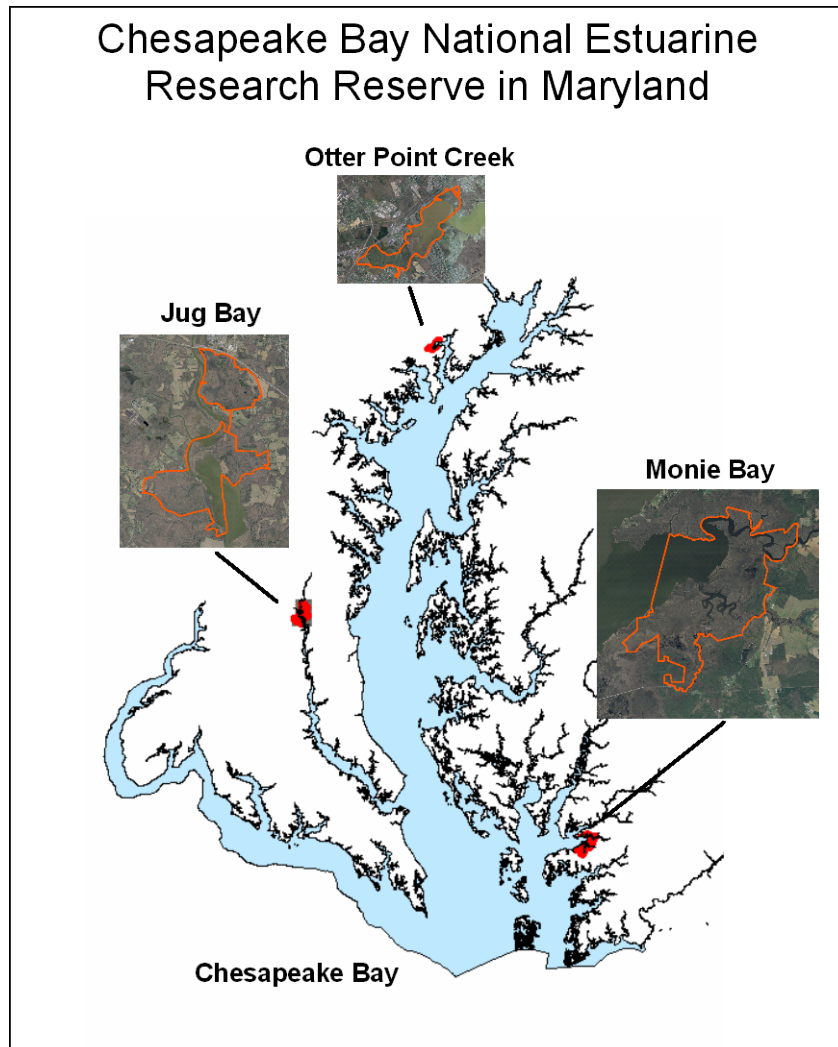 Chesapeake Bay National Estuarine
Research Reserve in Maryland
Otter Point Creek
Jug Bay
Monie Bay
Chesapeake Bay